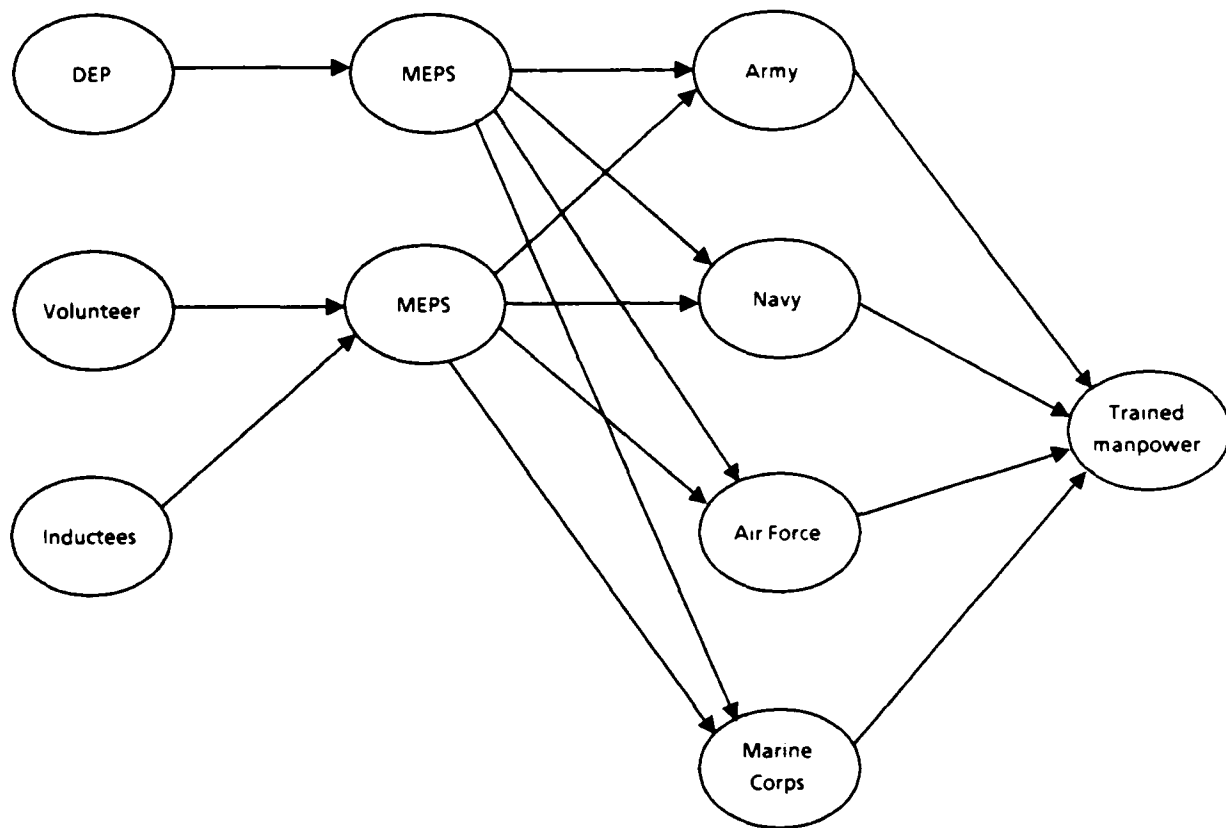 DEP
MEPS
Army
Volunteer
MEPS
Navy
Trained
manpower
Inductees
Air Force
Marine
Corps